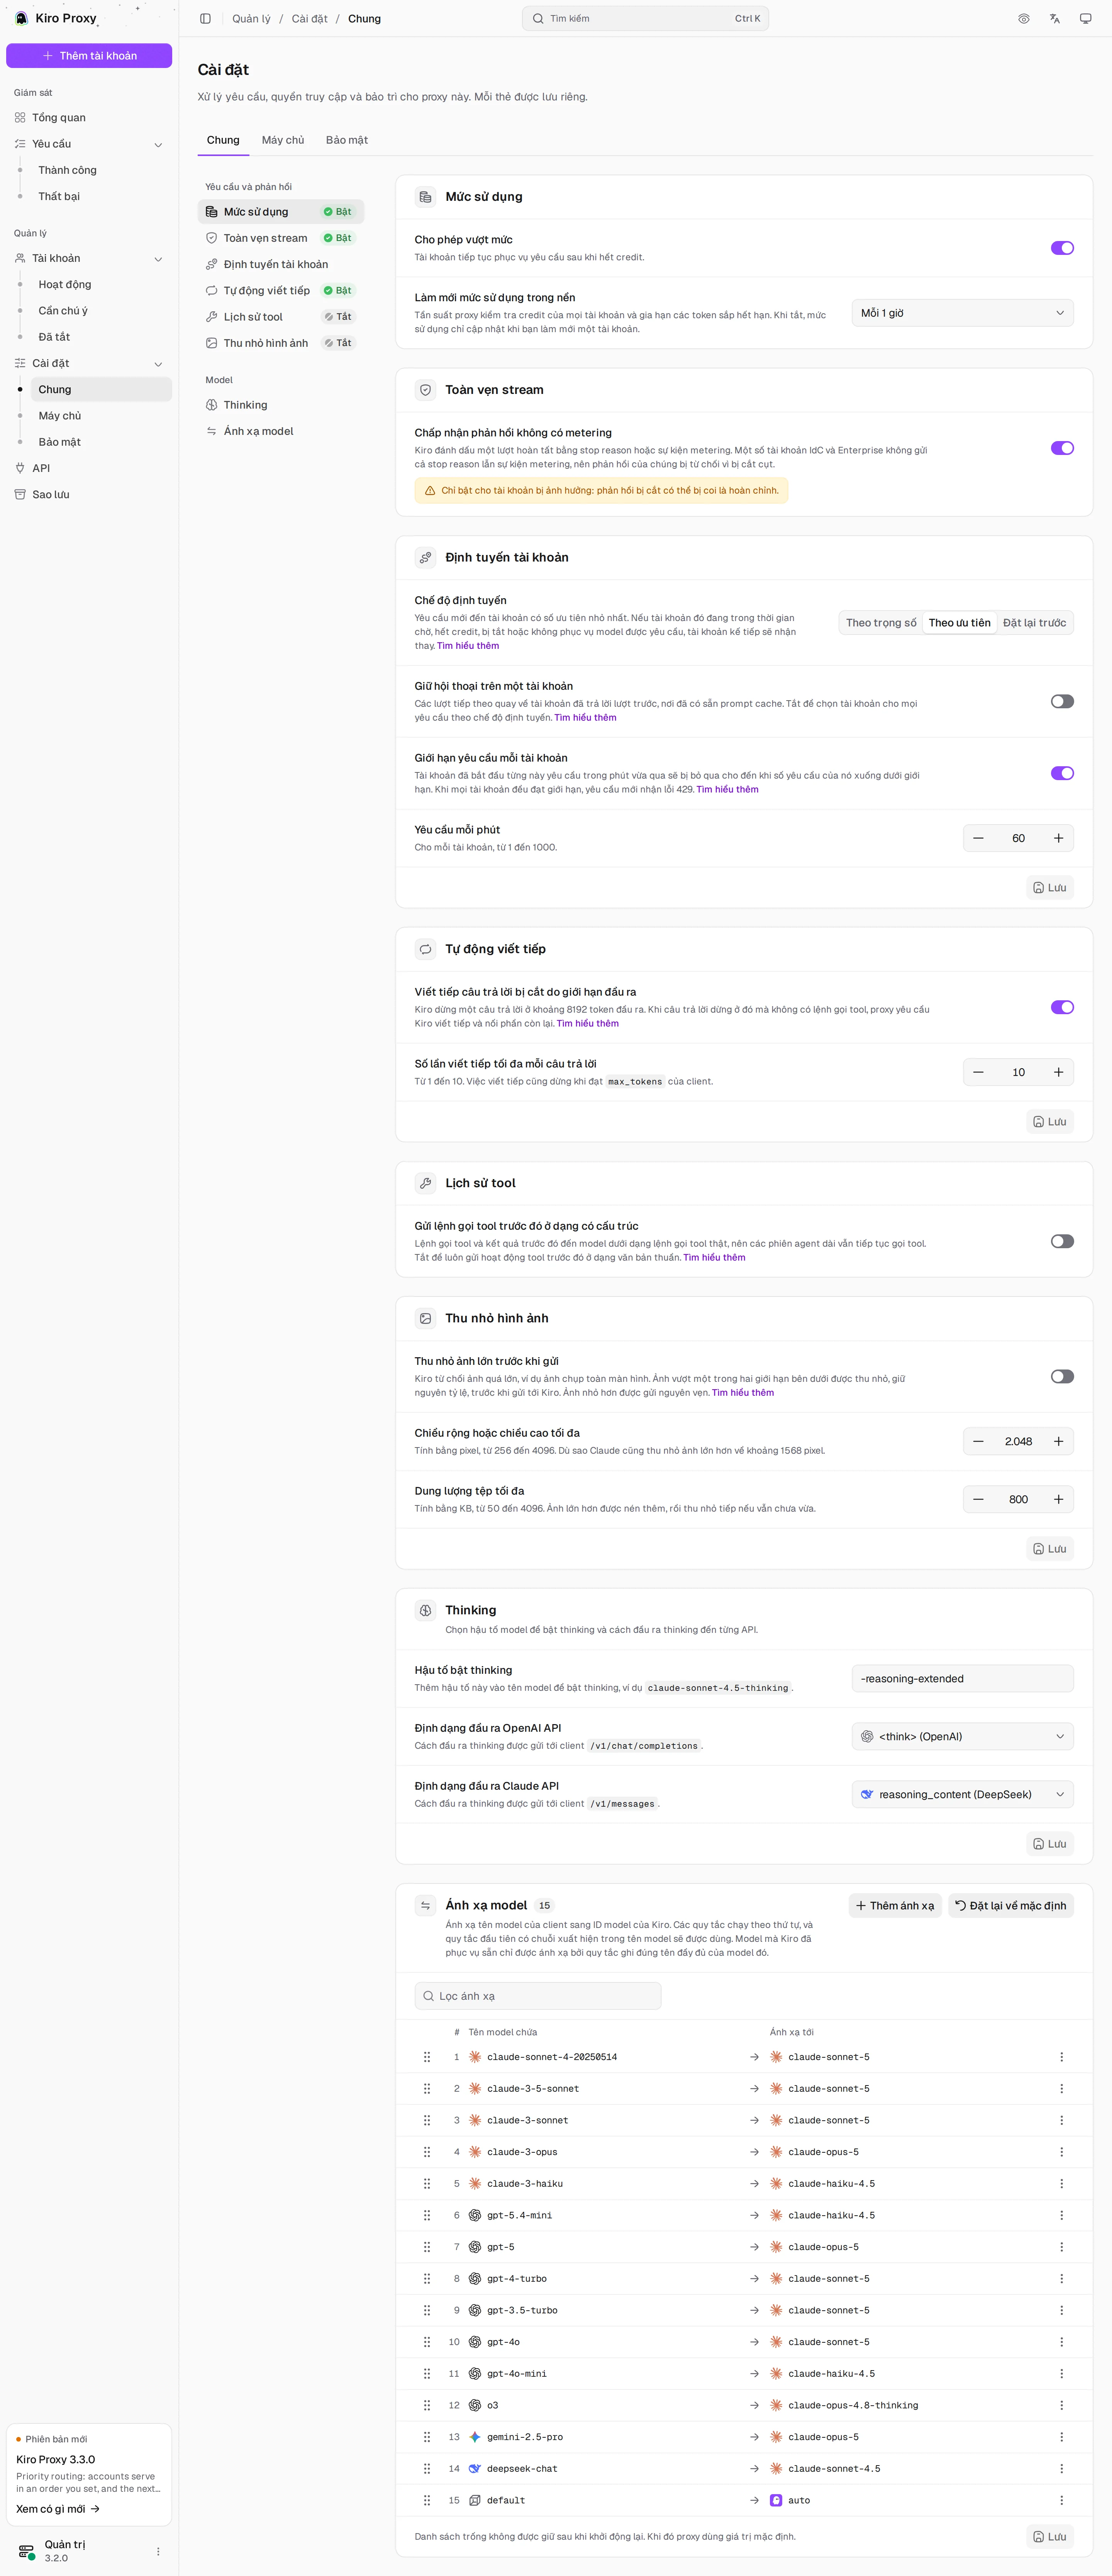 Kiro Proxy
Thêm tài khoản
Giám sát
Tổng quan
Yêu cầu
Thành công
Thất bại
Quản lý
Tài khoản
Hoạt động
Cần chú ý
Đã tắt
Cài đặt
Chung
Máy chủ
Bảo mật
API
Sao lưu
Phiên bản mới
Kiro Proxy 3.3.0
Priority routing: accounts serve
in an order you set, and the next…
Xem có gì mới
Quản trị
3.2.0
Quản lý / Cài đặt / Chung
Tìm kiếm Ctrl K
Cài đặt
Xử lý yêu cầu, quyền truy cập và bảo trì cho proxy này. Mỗi thẻ được lưu riêng.
Chung Máy chủ Bảo mật
Yêu cầu và phản hồi
Mức sử dụng Bật
Toàn vẹn stream Bật
Định tuyến tài khoản
Tự động viết tiếp Bật
Lịch sử tool Tắt
Thu nhỏ hình ảnh Tắt
Model
Thinking
Ánh xạ model
Mức sử dụng
Cho phép vượt mức
Tài khoản tiếp tục phục vụ yêu cầu sau khi hết credit.
Làm mới mức sử dụng trong nền
Tần suất proxy kiểm tra credit của mọi tài khoản và gia hạn các token sắp hết hạn. Khi tắt, mức
sử dụng chỉ cập nhật khi bạn làm mới một tài khoản.
Mỗi 1 giờ
Toàn vẹn stream
Chấp nhận phản hồi không có metering
Kiro đánh dấu một lượt hoàn tất bằng stop reason hoặc sự kiện metering. Một số tài khoản IdC và Enterprise không gửi
cả stop reason lẫn sự kiện metering, nên phản hồi của chúng bị từ chối vì bị cắt cụt.
Chỉ bật cho tài khoản bị ảnh hưởng: phản hồi bị cắt có thể bị coi là hoàn chỉnh.
Định tuyến tài khoản
Chế độ định tuyến
Yêu cầu mới đến tài khoản có số ưu tiên nhỏ nhất. Nếu tài khoản đó đang trong thời gian
chờ, hết credit, bị tắt hoặc không phục vụ model được yêu cầu, tài khoản kế tiếp sẽ nhận
thay. Tìm hiểu thêm
Theo trọng số Theo ưu tiên Đặt lại trước
Giữ hội thoại trên một tài khoản
Các lượt tiếp theo quay về tài khoản đã trả lời lượt trước, nơi đã có sẵn prompt cache. Tắt để chọn tài khoản cho mọi
yêu cầu theo chế độ định tuyến. Tìm hiểu thêm
Giới hạn yêu cầu mỗi tài khoản
Tài khoản đã bắt đầu từng này yêu cầu trong phút vừa qua sẽ bị bỏ qua cho đến khi số yêu cầu của nó xuống dưới giới
hạn. Khi mọi tài khoản đều đạt giới hạn, yêu cầu mới nhận lỗi 429. Tìm hiểu thêm
Yêu cầu mỗi phút
Cho mỗi tài khoản, từ 1 đến 1000.
60
Lưu
Tự động viết tiếp
Viết tiếp câu trả lời bị cắt do giới hạn đầu ra
Kiro dừng một câu trả lời ở khoảng 8192 token đầu ra. Khi câu trả lời dừng ở đó mà không có lệnh gọi tool, proxy yêu cầu
Kiro viết tiếp và nối phần còn lại. Tìm hiểu thêm
Số lần viết tiếp tối đa mỗi câu trả lời
Từ 1 đến 10. Việc viết tiếp cũng dừng khi đạt max_tokens của client.
10
Lưu
Lịch sử tool
Gửi lệnh gọi tool trước đó ở dạng có cấu trúc
Lệnh gọi tool và kết quả trước đó đến model dưới dạng lệnh gọi tool thật, nên các phiên agent dài vẫn tiếp tục gọi tool.
Tắt để luôn gửi hoạt động tool trước đó ở dạng văn bản thuần. Tìm hiểu thêm
Thu nhỏ hình ảnh
Thu nhỏ ảnh lớn trước khi gửi
Kiro từ chối ảnh quá lớn, ví dụ ảnh chụp toàn màn hình. Ảnh vượt một trong hai giới hạn bên dưới được thu nhỏ, giữ
nguyên tỷ lệ, trước khi gửi tới Kiro. Ảnh nhỏ hơn được gửi nguyên vẹn. Tìm hiểu thêm
Chiều rộng hoặc chiều cao tối đa
Tính bằng pixel, từ 256 đến 4096. Dù sao Claude cũng thu nhỏ ảnh lớn hơn về khoảng 1568 pixel.
2.048
Dung lượng tệp tối đa
Tính bằng KB, từ 50 đến 4096. Ảnh lớn hơn được nén thêm, rồi thu nhỏ tiếp nếu vẫn chưa vừa.
800
Lưu
Thinking
Chọn hậu tố model để bật thinking và cách đầu ra thinking đến từng API.
Hậu tố bật thinking
Thêm hậu tố này vào tên model để bật thinking, ví dụ claude-sonnet-4.5-thinking.
-reasoning-extended
Định dạng đầu ra OpenAI API
Cách đầu ra thinking được gửi tới client /v1/chat/completions.
<think> (OpenAI)
Định dạng đầu ra Claude API
Cách đầu ra thinking được gửi tới client /v1/messages.
reasoning_content (DeepSeek)
Lưu
Ánh xạ model 15
Thêm ánh xạ Đặt lại về mặc định
Ánh xạ tên model của client sang ID model của Kiro. Các quy tắc chạy theo thứ tự, và
quy tắc đầu tiên có chuỗi xuất hiện trong tên model sẽ được dùng. Model mà Kiro đã
phục vụ sẵn chỉ được ánh xạ bởi quy tắc ghi đúng tên đầy đủ của model đó.
Lọc ánh xạ
# Tên model chứa Ánh xạ tới
1 claude-sonnet-4-20250514 → claude-sonnet-5
2 claude-3-5-sonnet → claude-sonnet-5
3 claude-3-sonnet → claude-sonnet-5
4 claude-3-opus → claude-opus-5
5 claude-3-haiku → claude-haiku-4.5
6 gpt-5.4-mini → claude-haiku-4.5
7 gpt-5 → claude-opus-5
8 gpt-4-turbo → claude-sonnet-5
9 gpt-3.5-turbo → claude-sonnet-5
10 gpt-4o → claude-sonnet-5
11 gpt-4o-mini → claude-haiku-4.5
12 o3 → claude-opus-4.8-thinking
13 gemini-2.5-pro → claude-opus-5
14 deepseek-chat → claude-sonnet-4.5
15 default → auto
Danh sách trống không được giữ sau khi khởi động lại. Khi đó proxy dùng giá trị mặc định.
Lưu